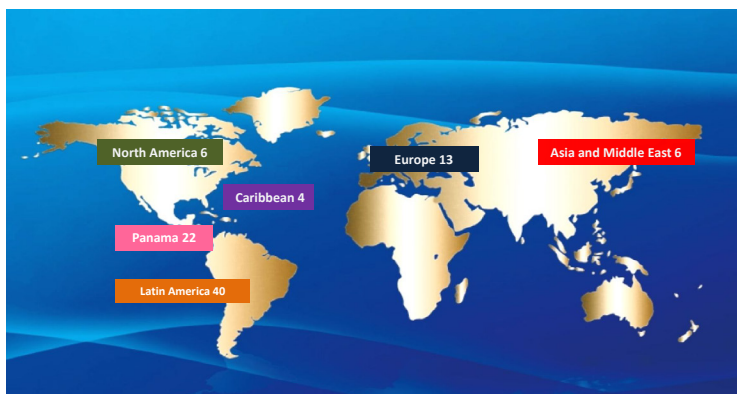 North America 6
Europe 13
Asia and Middle East 6
Caribbean 4
Panama 22
Latin America 40